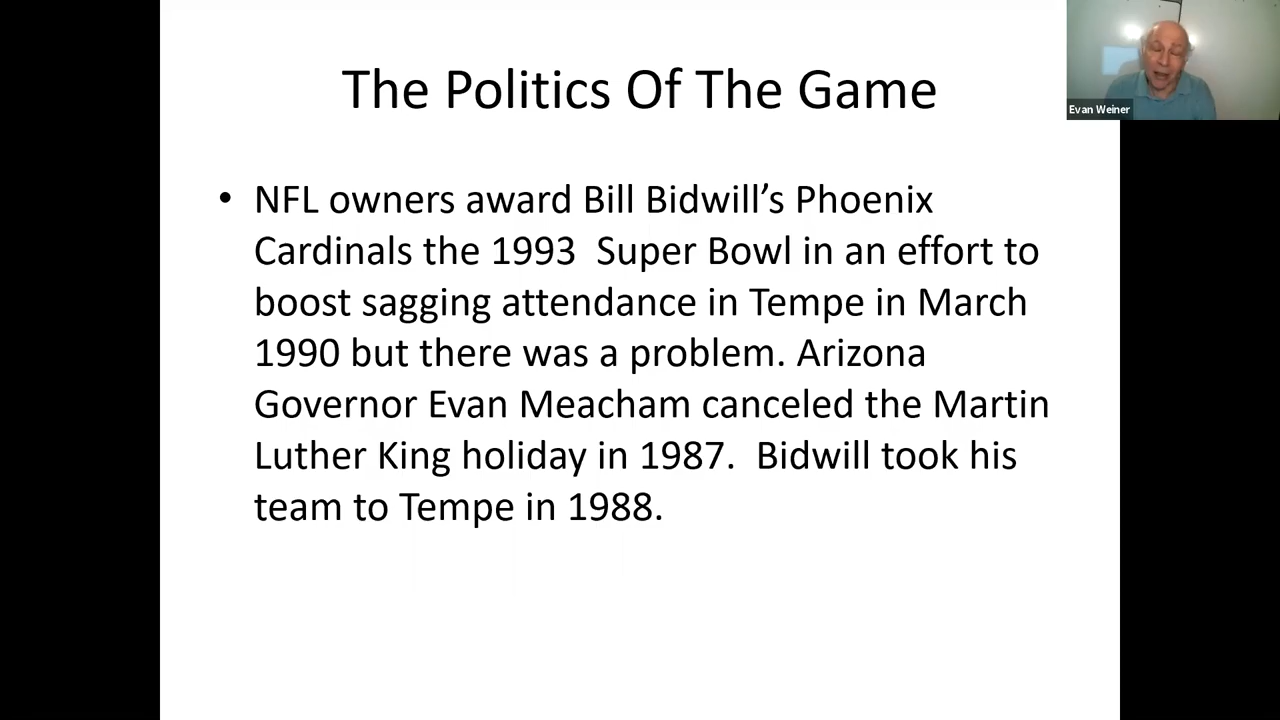 The Politics Of The Game
Evan Weiner
• NFL owners award Bill Bidwill’s Phoenix
Cardinals the 1993  Super Bowl in an effort to
boost sagging attendance in Tempe in March
1990 but there was a problem. Arizona
Governor Evan Meacham canceled the Martin
Luther King holiday in 1987.  Bidwill took his
team to Tempe in 1988.